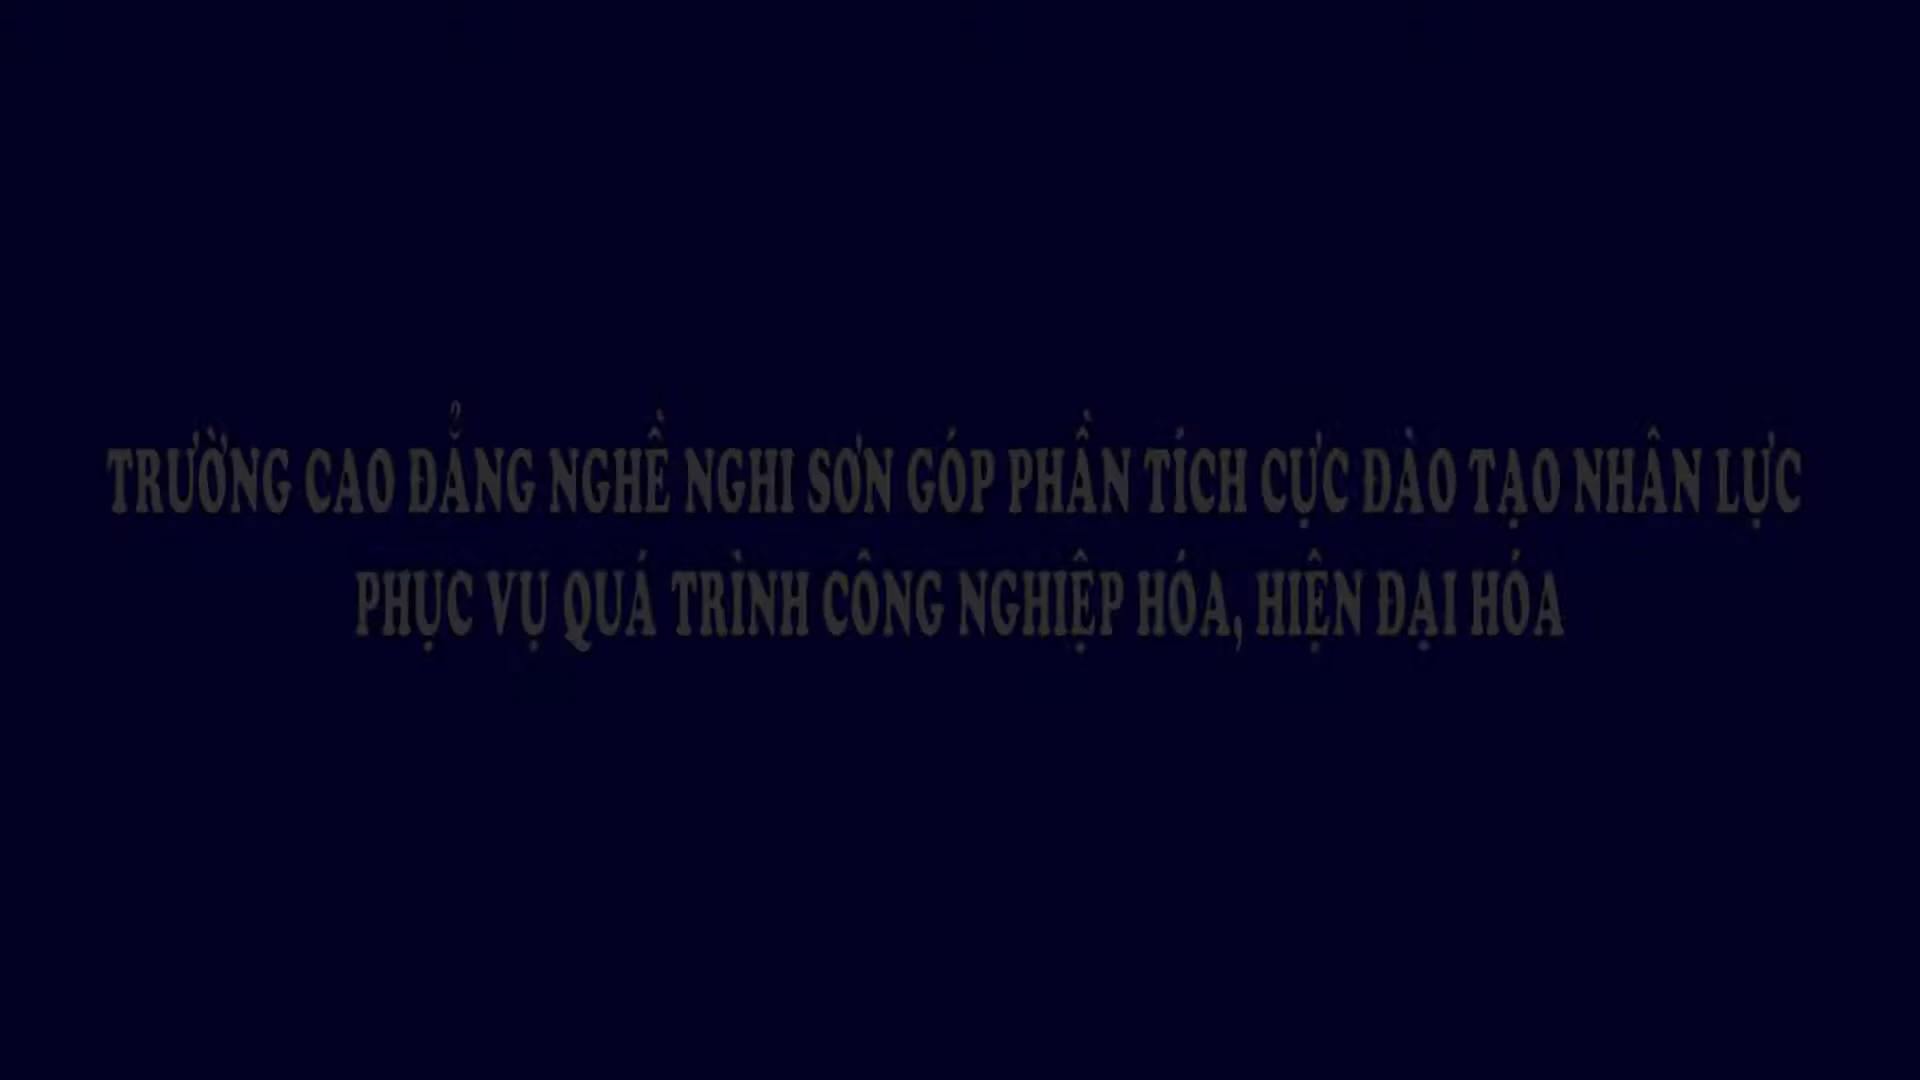 TRƯỜNG CAO ĐẲNG NGHỀ NGHI SƠN GÓP PHẦN TÍCH CỰC ĐÀO TẠO NHÂN LỰC
PHỤC VỤ QUÁ TRÌNH CÔNG NGHIỆP HÓA, HIỆN ĐẠI HÓA